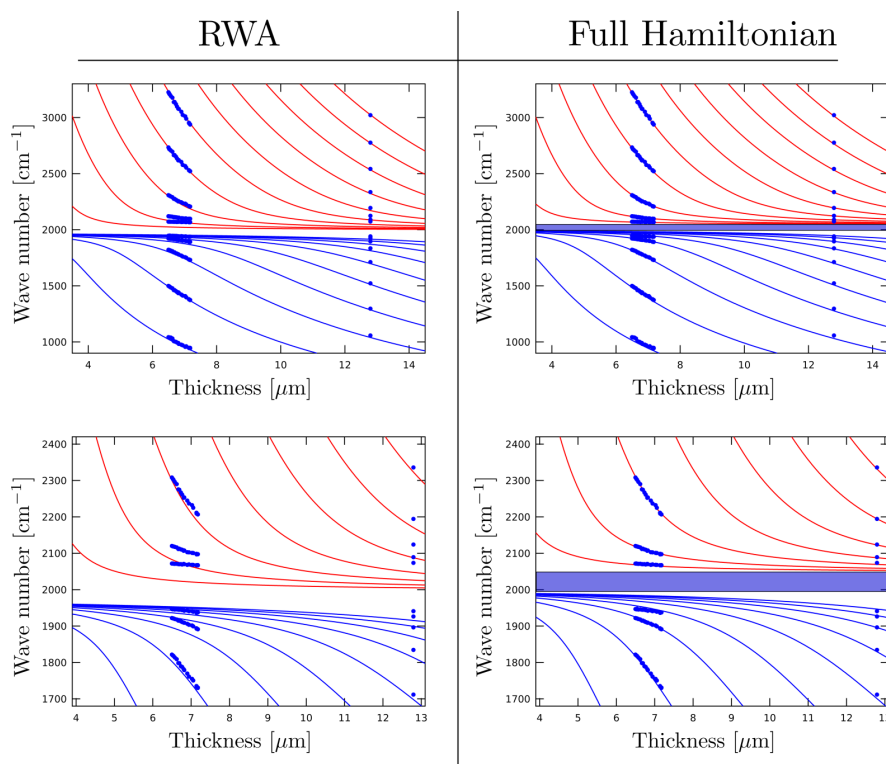 RWA
Full Hamiltonian
3000
2500
2000
1500
1000
Wave number [cm⁻¹]
4 6 8 10 12 14
Thickness [μm]
3000
2500
2000
1500
1000
Wave number [cm⁻¹]
4 6 8 10 12 14
Thickness [μm]
2400
2300
2200
2100
2000
1900
1800
1700
Wave number [cm⁻¹]
4 5 6 7 8 9 10 11 12 13
Thickness [μm]
2400
2300
2200
2100
2000
1900
1800
1700
Wave number [cm⁻¹]
4 5 6 7 8 9 10 11 12 13
Thickness [μm]